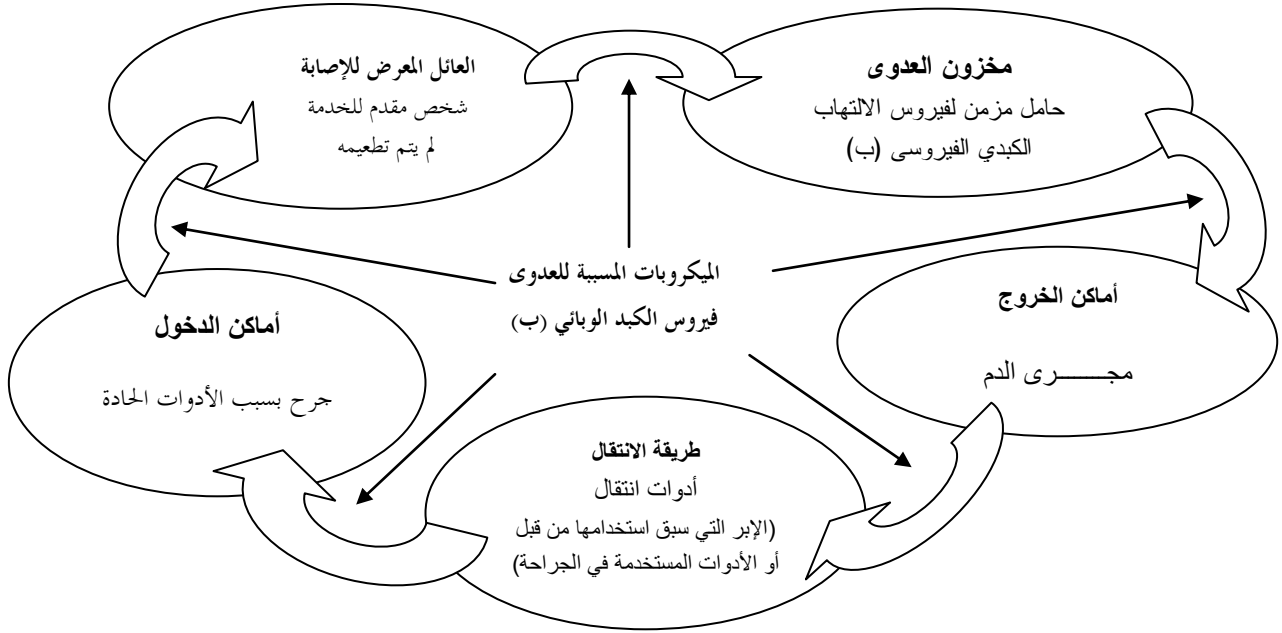 مخزون العدوى
حامل مزمن لفيروس الالتهاب
الكبدي الفيروسى (ب)
العائل المعرض للإصابة
شخص مقدم للخدمة
لم يتم تطعيمه
الميكروبات المسببة للعدوى
فيروس الكبد الوبائي (ب)
أماكن الخروج
مجـــــــرى الدم
أماكن الدخول
جرح بسبب الأدوات الحادة
طريقة الانتقال
أدوات انتقال
(الإبر التي سبق استخدامها من قبل
أو الأدوات المستخدمة في الجراحة)